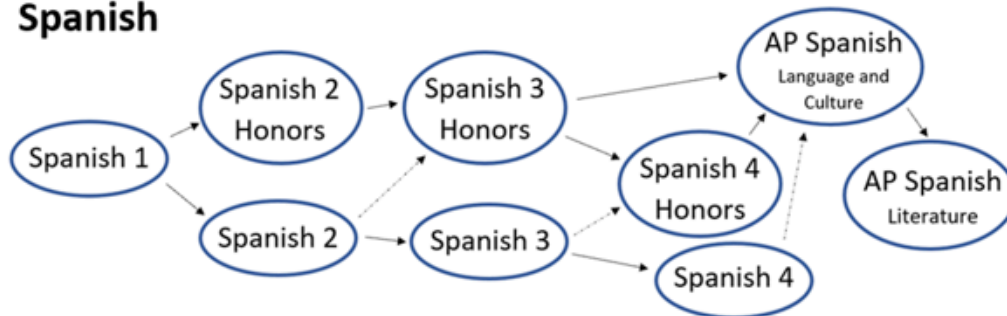 Spanish
Spanish 1
Spanish 2
Honors
Spanish 2
Spanish 3
Honors
Spanish 3
Spanish 4
Honors
Spanish 4
AP Spanish
Language and
Culture
AP Spanish
Literature